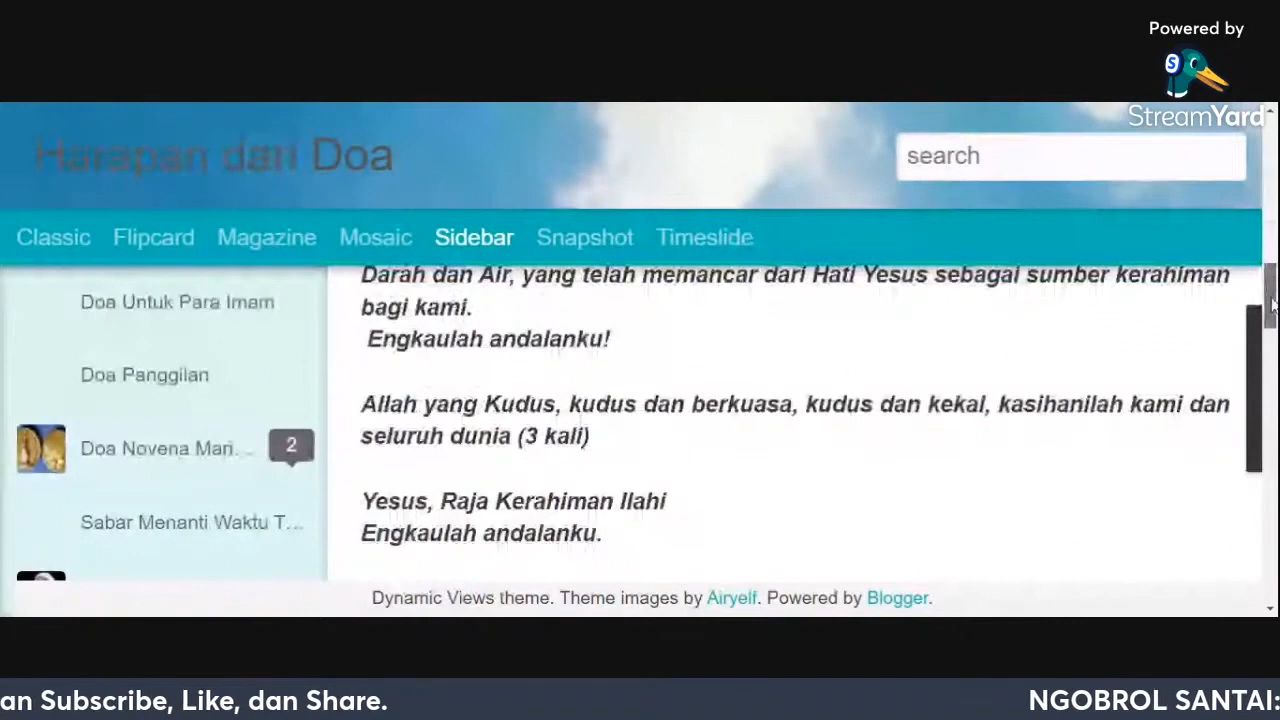 Powered by
StreamYard
Harapan dari Doa
search
Classic Flipcard Magazine Mosaic Sidebar Snapshot Timeslide
Doa Untuk Para Imam
Doa Panggilan
Doa Novena Mari...
2
Sabar Menanti Waktu T...
Darah dan Air, yang telah memancar dari Hati Yesus sebagai sumber kerahiman
bagi kami.
Engkaulah andalanku!
Allah yang Kudus, kudus dan berkuasa, kudus dan kekal, kasihanilah kami dan
seluruh dunia (3 kali)
Yesus, Raja Kerahiman Ilahi
Engkaulah andalanku.
Dynamic Views theme. Theme images by Airyelf. Powered by Blogger.
an Subscribe, Like, dan Share.
NGOBROL SANTAI: